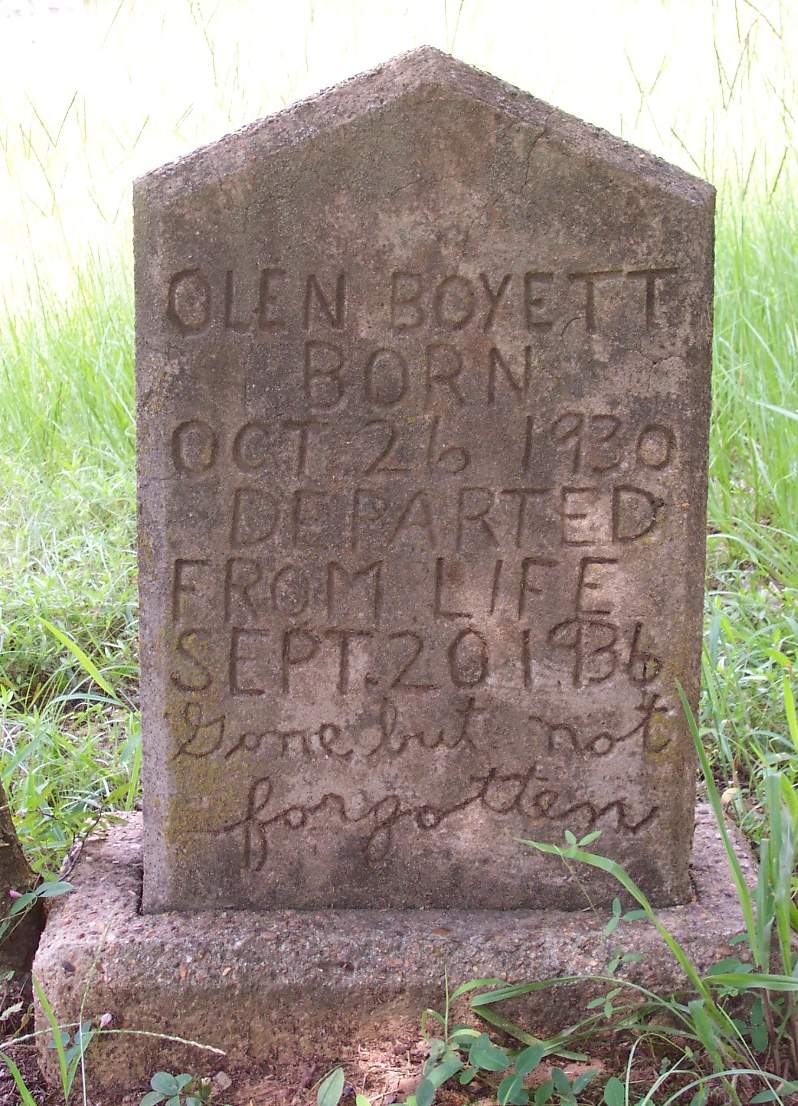 OLEN BOYETT
BORN
OCT. 26 1930
DEPARTED
FROM LIFE
SEPT. 20 1936
Gone but not
forgotten